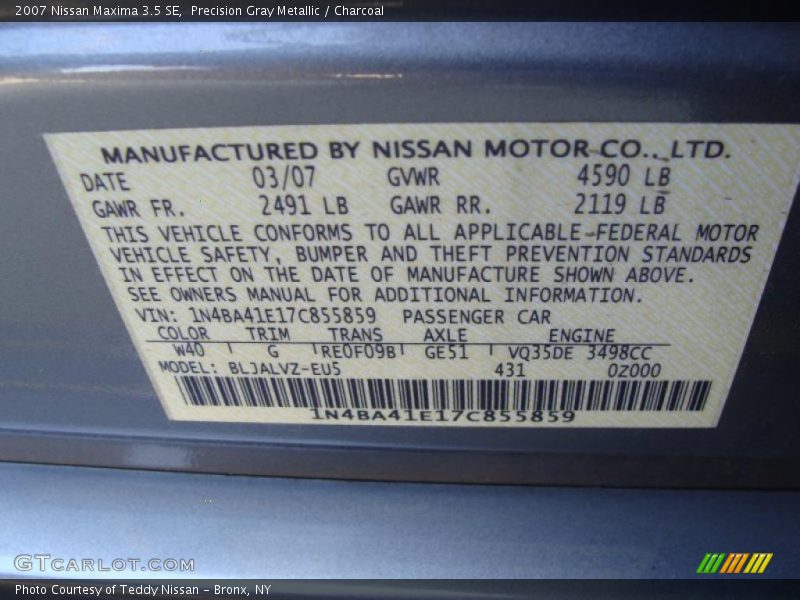 2007 Nissan Maxima 3.5 SE, Precision Gray Metallic / Charcoal
MANUFACTURED BY NISSAN MOTOR CO., LTD.
DATE 03/07 GVWR 4590 LB
GAWR FR. 2491 LB GAWR RR. 2119 LB
THIS VEHICLE CONFORMS TO ALL APPLICABLE FEDERAL MOTOR
VEHICLE SAFETY, BUMPER AND THEFT PREVENTION STANDARDS
IN EFFECT ON THE DATE OF MANUFACTURE SHOWN ABOVE.
SEE OWNERS MANUAL FOR ADDITIONAL INFORMATION.
VIN: 1N4BA41E17C855859 PASSENGER CAR
COLOR TRIM TRANS AXLE ENGINE
W40 G RE0F09B GE51 VQ35DE 3498CC
MODEL: BLJALVZ-EU5 431 0Z000
1N4BA41E17C855859
GTCARLOT.COM
Photo Courtesy of Teddy Nissan - Bronx, NY